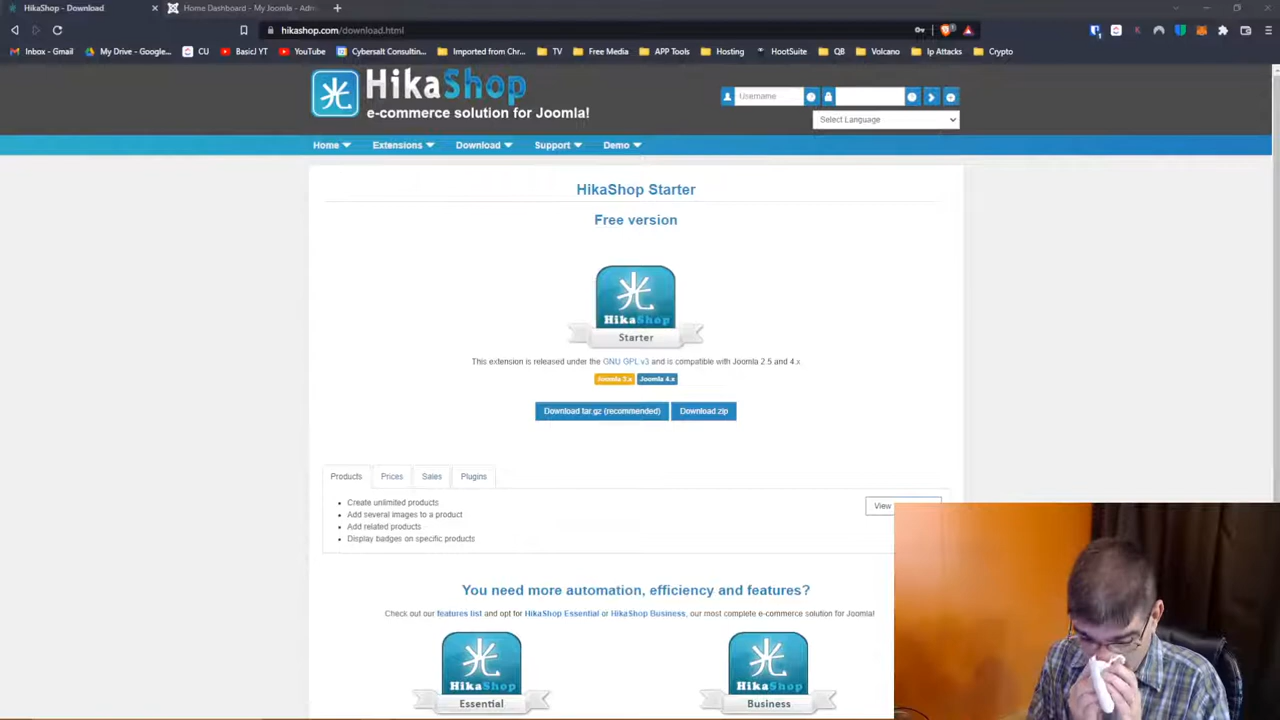 HikaShop - Download
Home Dashboard - My Joomla - Adm
hikashop.com/download.html
Inbox - Gmail
My Drive - Google...
CU
BasicJ YT
YouTube
Cybersalt Consultin...
Imported from Chr...
TV
Free Media
APP Tools
Hosting
HootSuite
QB
Volcano
Ip Attacks
Crypto
光 HikaShop
e-commerce solution for Joomla!
Username
Select Language
Home
Extensions
Download
Support
Demo
HikaShop Starter
Free version
光
HikaShop
Starter
This extension is released under the GNU GPL v3 and is compatible with Joomla 2.5 and 4.x
Joomla 3.x Joomla 4.x
Download tar.gz (recommended) Download zip
Products Prices Sales Plugins
Create unlimited products
View
Add several images to a product
Add related products
Display badges on specific products
You need more automation, efficiency and features?
Check out our features list and opt for HikaShop Essential or HikaShop Business, our most complete e-commerce solution for Joomla!
光
HikaShop
Essential
光
HikaShop
Business